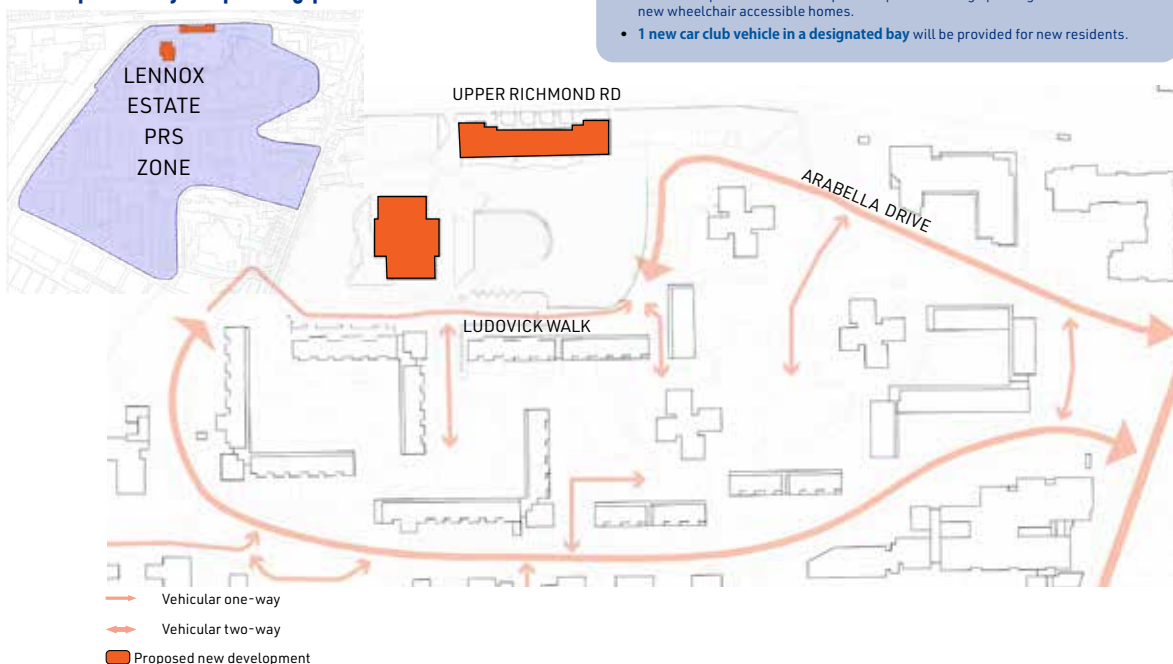 new wheelchair accessible homes.
• 1 new car club vehicle in a designated bay will be provided for new residents.
LENNOX
ESTATE
PRS
ZONE
UPPER RICHMOND RD
ARABELLA DRIVE
LUDOVICK WALK
Vehicular one-way
Vehicular two-way
Proposed new development